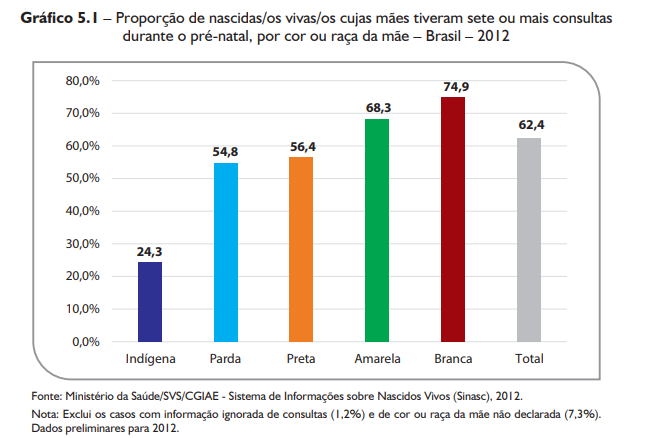 Gráfico 5.1 – Proporção de nascidas/os vivas/os cujas mães tiveram sete ou mais consultas
durante o pré-natal, por cor ou raça da mãe – Brasil – 2012
80,0%
70,0%
60,0%
50,0%
40,0%
30,0%
20,0%
10,0%
0,0%
24,3
54,8
56,4
68,3
74,9
62,4
Indígena Parda Preta Amarela Branca Total
Fonte: Ministério da Saúde/SVS/CGIAE - Sistema de Informações sobre Nascidos Vivos (Sinasc), 2012.
Nota: Exclui os casos com informação ignorada de consultas (1,2%) e de cor ou raça da mãe não declarada (7,3%).
Dados preliminares para 2012.